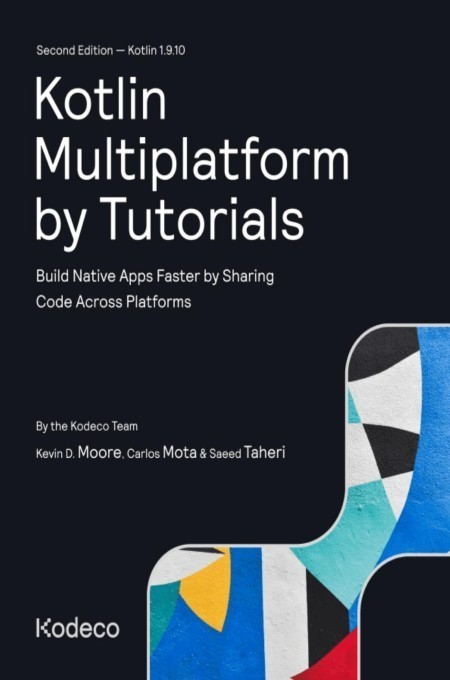 Second Edition — Kotlin 1.9.10
Kotlin
Multiplatform
by Tutorials
Build Native Apps Faster by Sharing
Code Across Platforms
By the Kodeco Team
Kevin D. Moore, Carlos Mota & Saeed Taheri
Kodeco